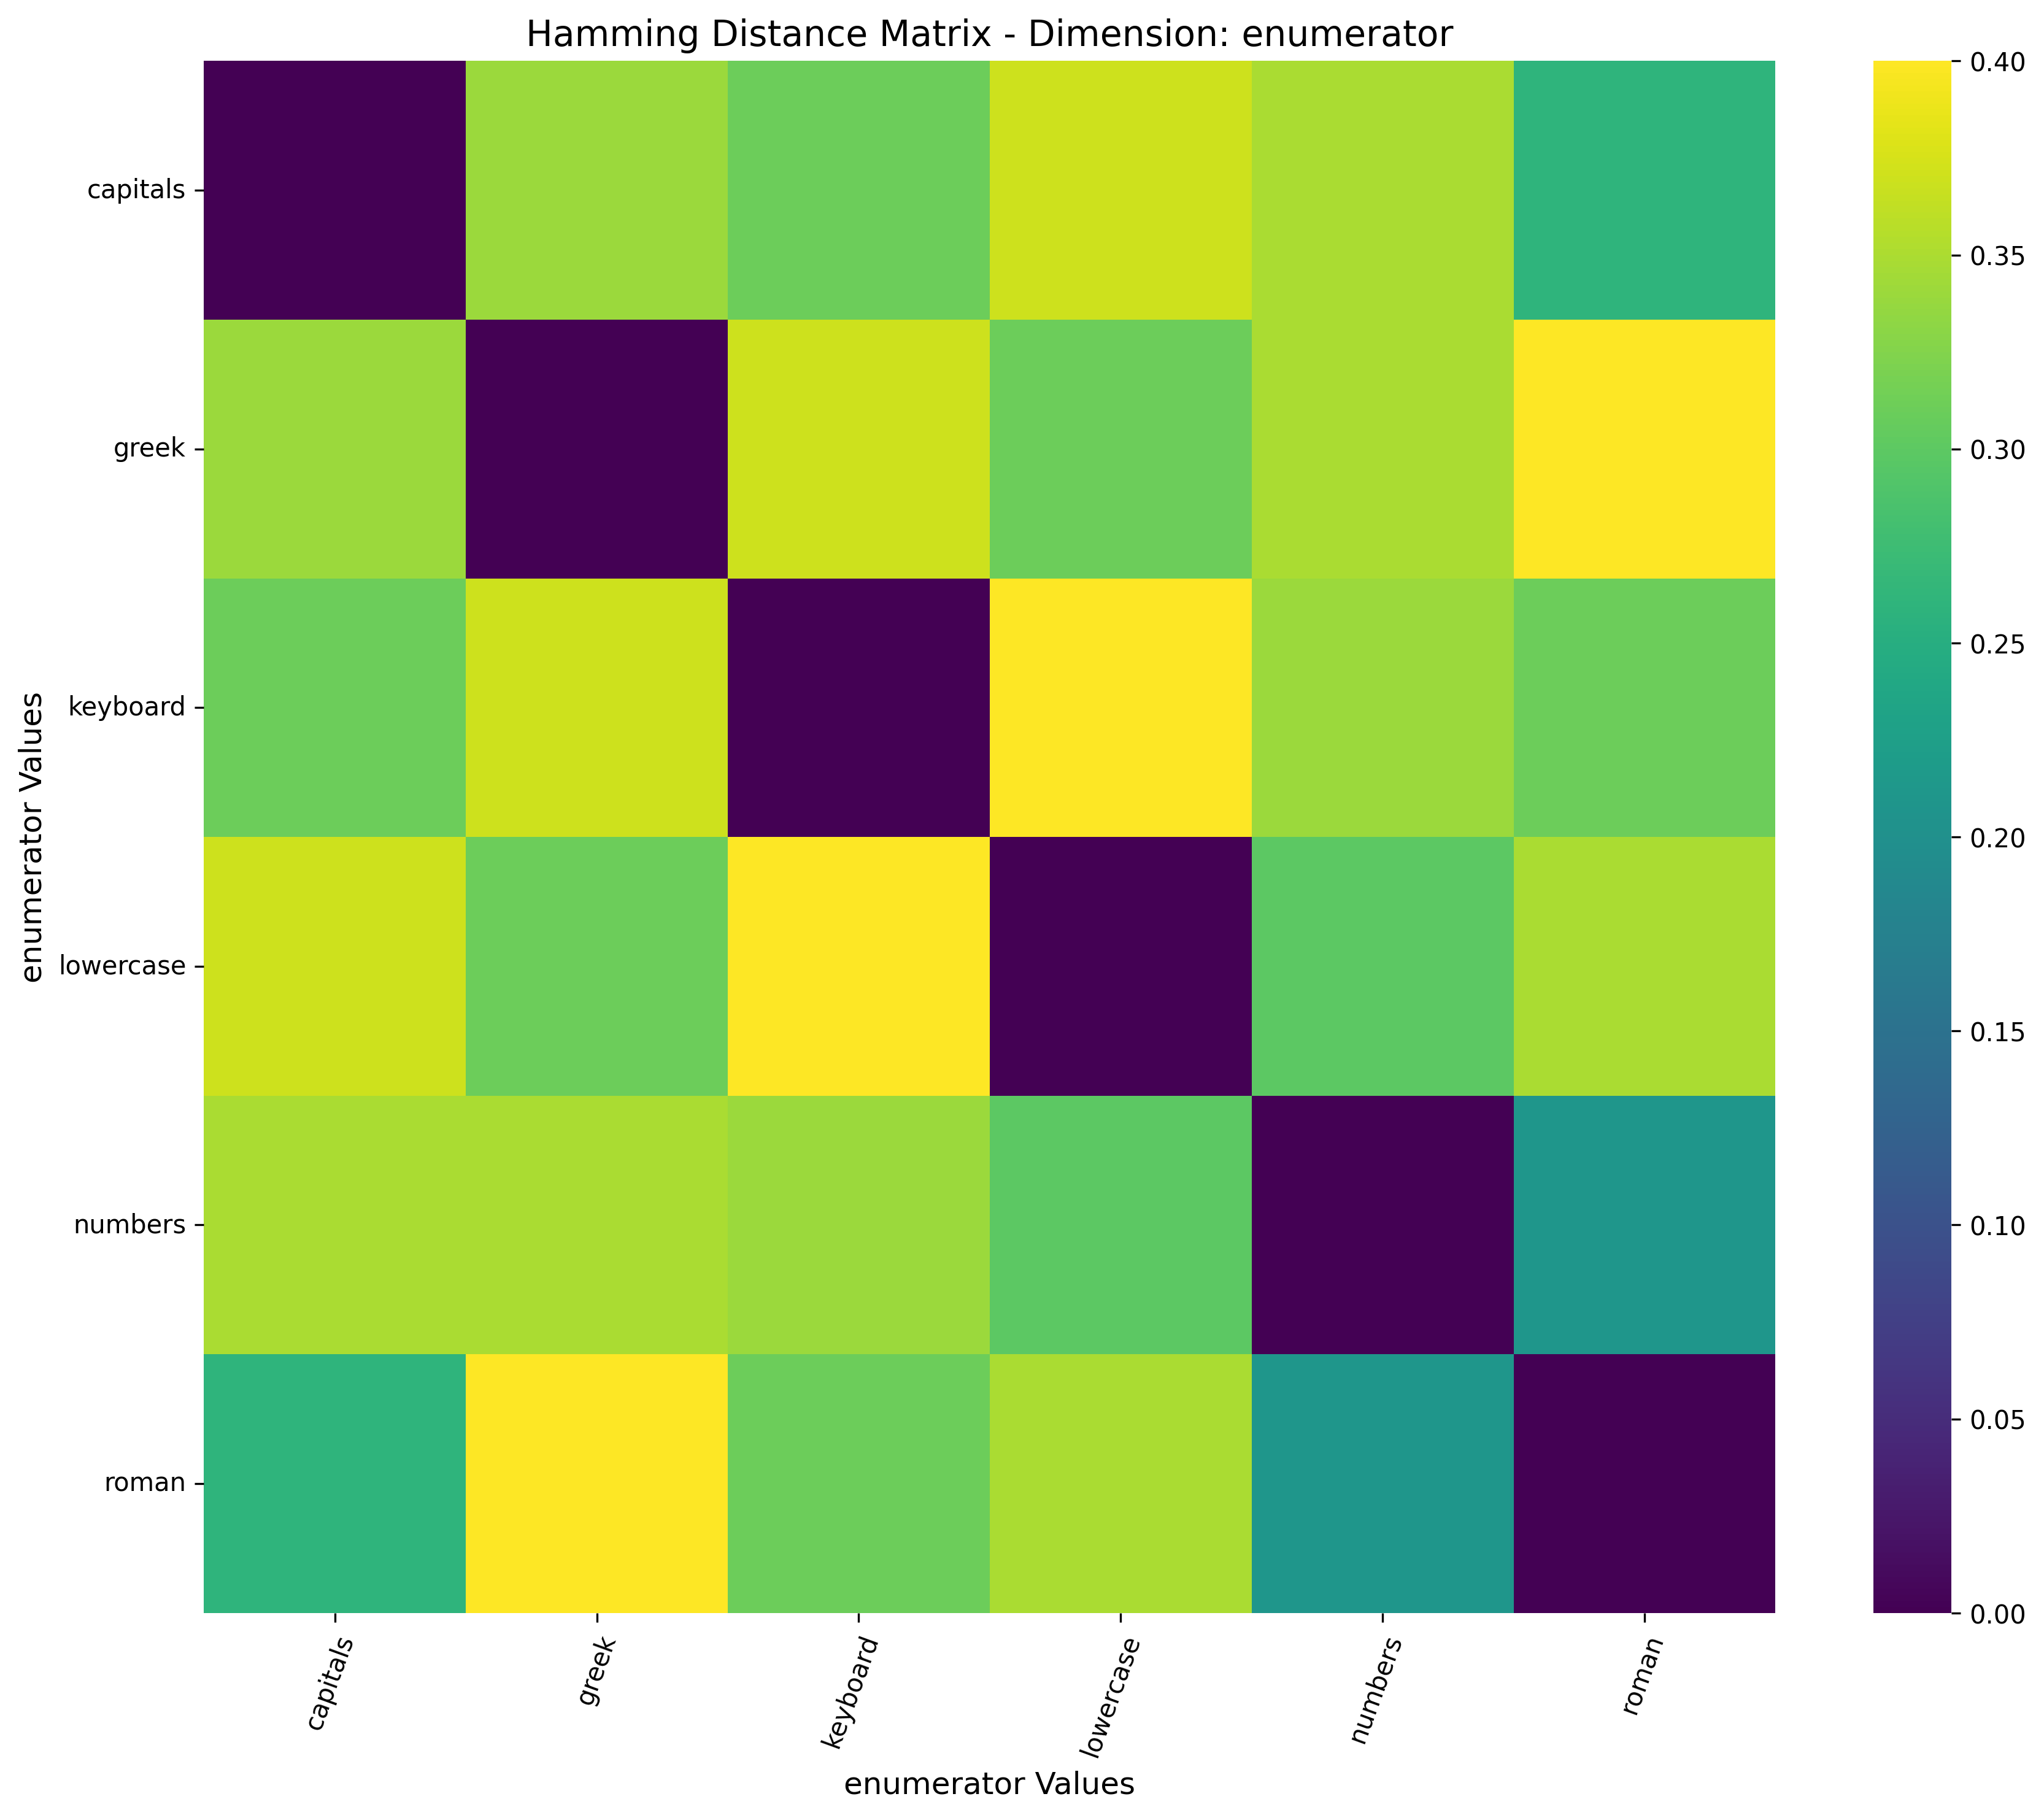 Hamming Distance Matrix - Dimension: enumerator
enumerator Values
capitals
greek
keyboard
lowercase
numbers
roman
capitals
greek
keyboard
lowercase
numbers
roman
enumerator Values
0.40
0.35
0.30
0.25
0.20
0.15
0.10
0.05
0.00